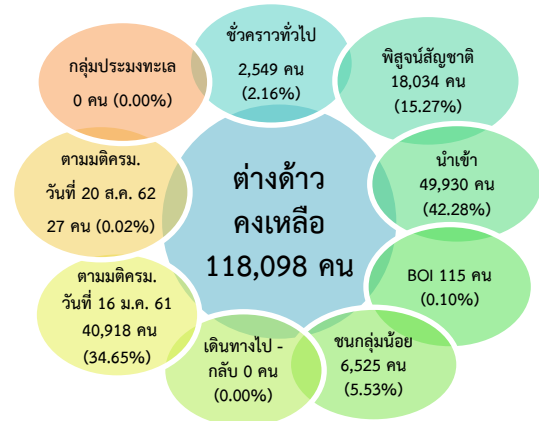 ชั่วคราวทั่วไป
2,549 คน
(2.16%)
พิสูจน์สัญชาติ
18,034 คน
(15.27%)
นำเข้า
49,930 คน
(42.28%)
BOI 115 คน
(0.10%)
ชนกลุ่มน้อย
6,525 คน
(5.53%)
เดินทางไป -
กลับ 0 คน
(0.00%)
ตามมติครม.
วันที่ 16 ม.ค. 61
40,918 คน
(34.65%)
ตามมติครม.
วันที่ 20 ส.ค. 62
27 คน (0.02%)
กลุ่มประมงทะเล
0 คน (0.00%)
ต่างด้าว
คงเหลือ
118,098 คน